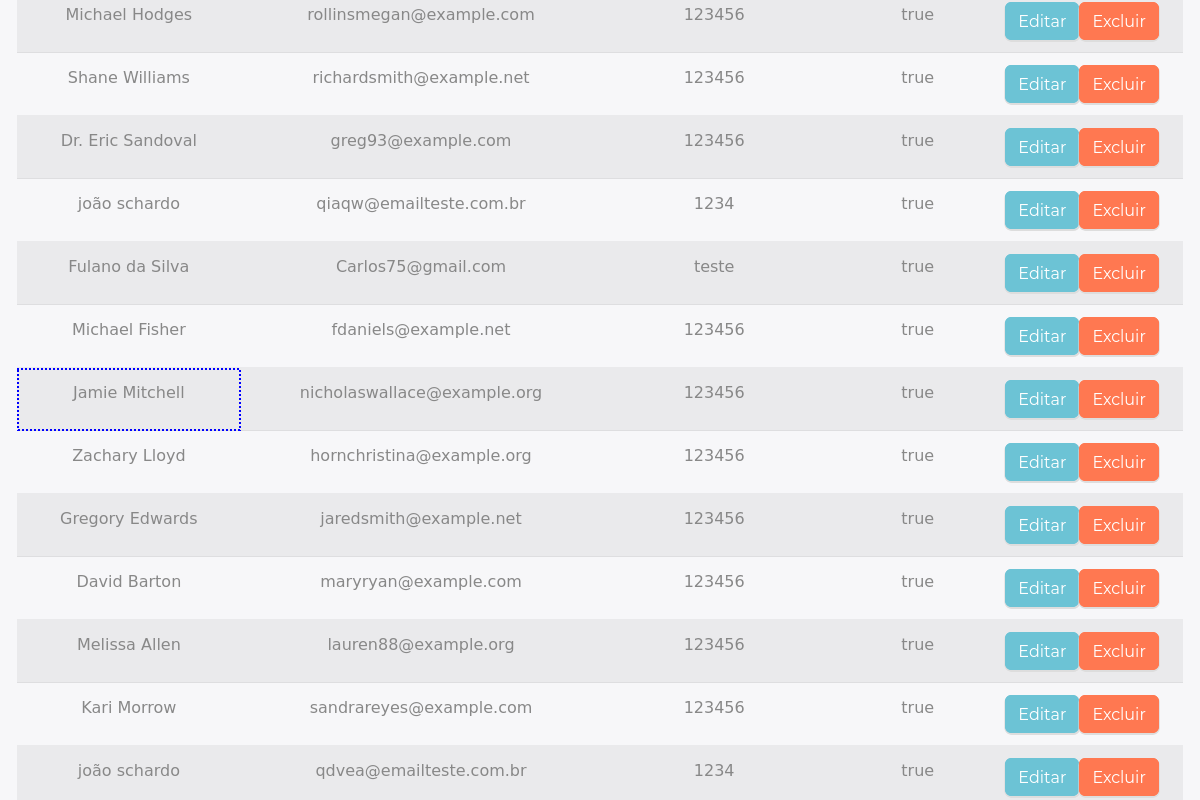 Michael Hodges rollinsmegan@example.com 123456 true Editar Excluir
Shane Williams richardsmith@example.net 123456 true Editar Excluir
Dr. Eric Sandoval greg93@example.com 123456 true Editar Excluir
joão schardo qiaqw@emailteste.com.br 1234 true Editar Excluir
Fulano da Silva Carlos75@gmail.com teste true Editar Excluir
Michael Fisher fdaniels@example.net 123456 true Editar Excluir
Jamie Mitchell nicholaswallace@example.org 123456 true Editar Excluir
Zachary Lloyd hornchristina@example.org 123456 true Editar Excluir
Gregory Edwards jaredsmith@example.net 123456 true Editar Excluir
David Barton maryryan@example.com 123456 true Editar Excluir
Melissa Allen lauren88@example.org 123456 true Editar Excluir
Kari Morrow sandrareyes@example.com 123456 true Editar Excluir
joão schardo qdvea@emailteste.com.br 1234 true Editar Excluir